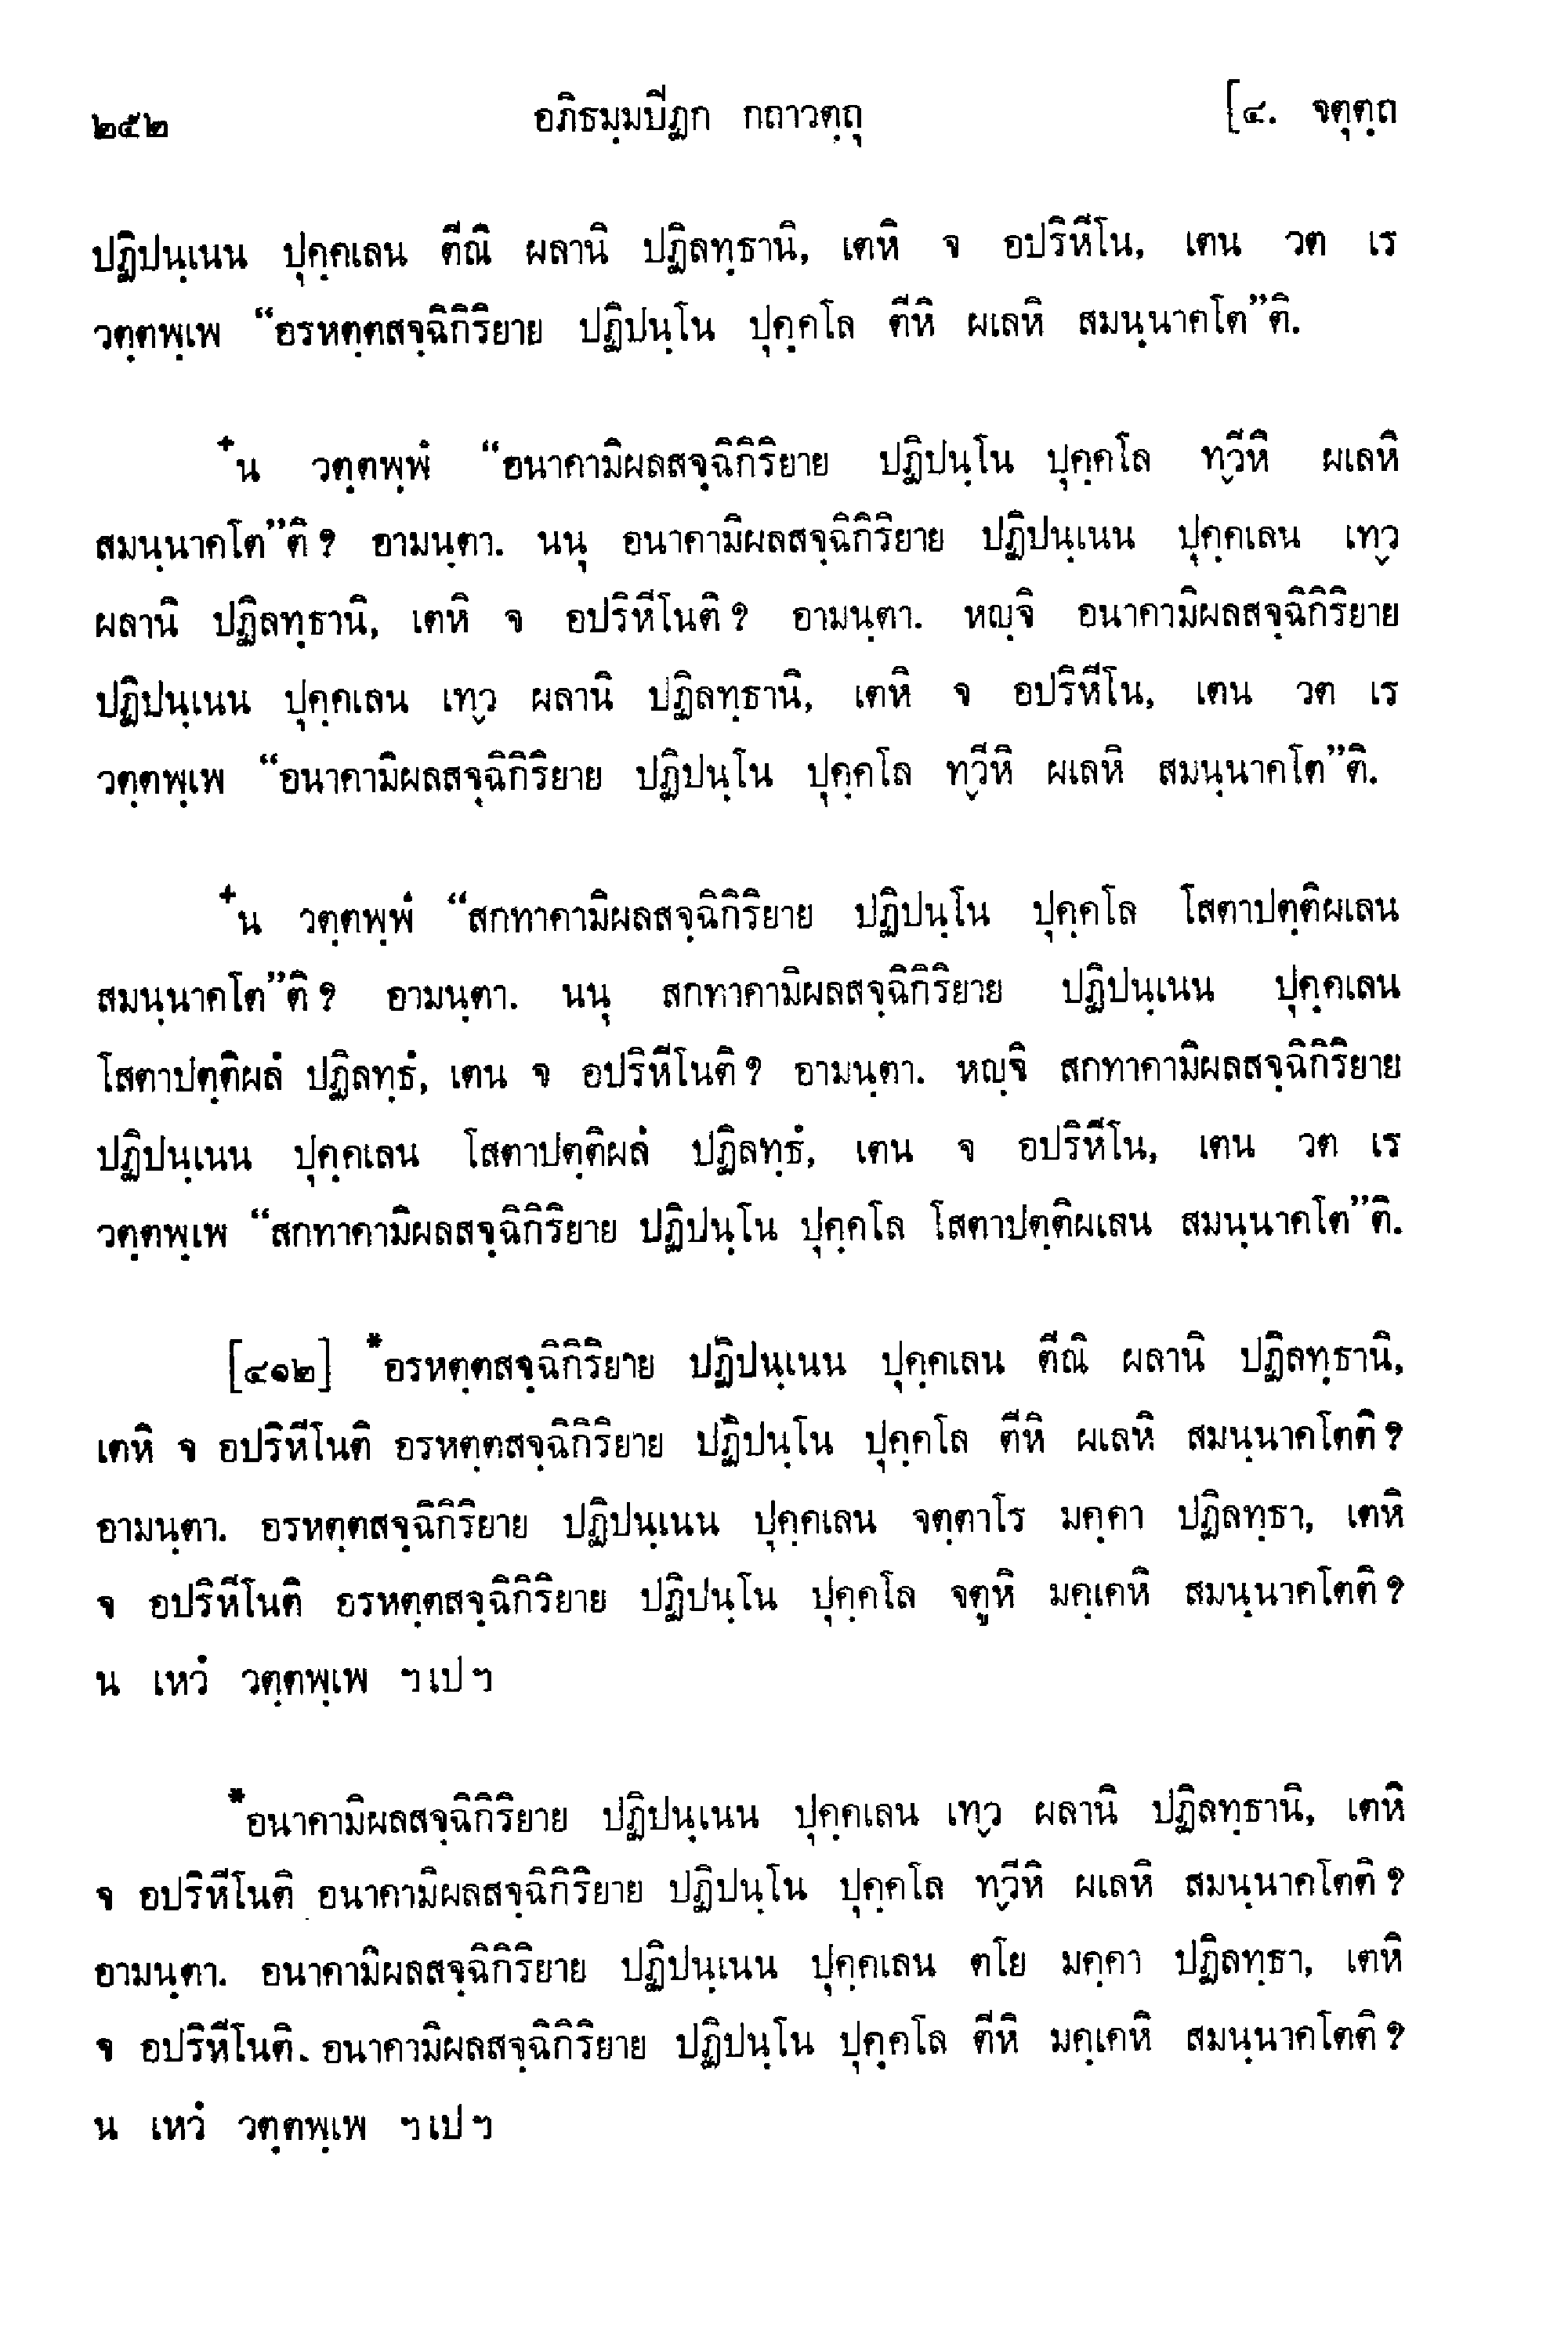 ๒๕๒ อภิธมฺมปีฏก กถาวตฺถุ [๔. จตุตฺถ
ปฏิปนฺเนน ปุคฺคเลน ตีณิ ผลานิ ปฏิลทฺธานิ, เตหิ จ อปริหีโน, เตน วต เร
วตฺตพฺเพ “อรหตฺตสจฺฉิกิริยาย ปฏิปนฺโน ปุคฺคโล ตีหิ ผเลหิ สมนฺนาคโต”ติ.
+น วตฺตพฺพํ “อนาคามิผลสจฺฉิกิริยาย ปฏิปนฺโน ปุคฺคโล ทฺวีหิ ผเลหิ
สมนฺนาคโต”ติ ? อามนฺตา. นนุ อนาคามิผลสจฺฉิกิริยาย ปฏิปนฺเนน ปุคฺคเลน เทฺว
ผลานิ ปฏิลทฺธานิ, เตหิ จ อปริหีโนติ ? อามนฺตา. หญฺจิ อนาคามิผลสจฺฉิกิริยาย
ปฏิปนฺเนน ปุคฺคเลน เทฺว ผลานิ ปฏิลทฺธานิ, เตหิ จ อปริหีโน, เตน วต เร
วตฺตพฺเพ “อนาคามิผลสจฺฉิกิริยาย ปฏิปนฺโน ปุคฺคโล ทฺวีหิ ผเลหิ สมนฺนาคโต”ติ.
+น วตฺตพฺพํ “สกทาคามิผลสจฺฉิกิริยาย ปฏิปนฺโน ปุคฺคโล โสตาปตฺติผเลน
สมนฺนาคโต”ติ ? อามนฺตา. นนุ สกทาคามิผลสจฺฉิกิริยาย ปฏิปนฺเนน ปุคฺคเลน
โสตาปตฺติผลํ ปฏิลทฺธํ, เตน จ อปริหีโนติ ? อามนฺตา. หญฺจิ สกทาคามิผลสจฺฉิกิริยาย
ปฏิปนฺเนน ปุคฺคเลน โสตาปตฺติผลํ ปฏิลทฺธํ, เตน จ อปริหีโน, เตน วต เร
วตฺตพฺเพ “สกทาคามิผลสจฺฉิกิริยาย ปฏิปนฺโน ปุคฺคโล โสตาปตฺติผเลน สมนฺนาคโต”ติ.
[๔๑๒] *อรหตฺตสจฺฉิกิริยาย ปฏิปนฺเนน ปุคฺคเลน ตีณิ ผลานิ ปฏิลทฺธานิ,
เตหิ จ อปริหีโนติ อรหตฺตสจฺฉิกิริยาย ปฏิปนฺโน ปุคฺคโล ตีหิ ผเลหิ สมนฺนาคโตติ ?
อามนฺตา. อรหตฺตสจฺฉิกิริยาย ปฏิปนฺเนน ปุคฺคเลน จตฺตาโร มคฺคา ปฏิลทฺธา, เตหิ
จ อปริหีโนติ อรหตฺตสจฺฉิกิริยาย ปฏิปนฺโน ปุคฺคโล จตูหิ มคฺเคหิ สมนฺนาคโตติ ?
น เหวํ วตฺตพฺเพ ฯ เป ฯ
*อนาคามิผลสจฺฉิกิริยาย ปฏิปนฺเนน ปุคฺคเลน เทฺว ผลานิ ปฏิลทฺธานิ, เตหิ
จ อปริหีโนติ อนาคามิผลสจฺฉิกิริยาย ปฏิปนฺโน ปุคฺคโล ทฺวีหิ ผเลหิ สมนฺนาคโตติ ?
อามนฺตา. อนาคามิผลสจฺฉิกิริยาย ปฏิปนฺเนน ปุคฺคเลน ตโย มคฺคา ปฏิลทฺธา, เตหิ
จ อปริหีโนติ. อนาคามิผลสจฺฉิกิริยาย ปฏิปนฺโน ปุคฺคโล ตีหิ มคฺเคหิ สมนฺนาคโตติ ?
น เหวํ วตฺตพฺเพ ฯ เป ฯ